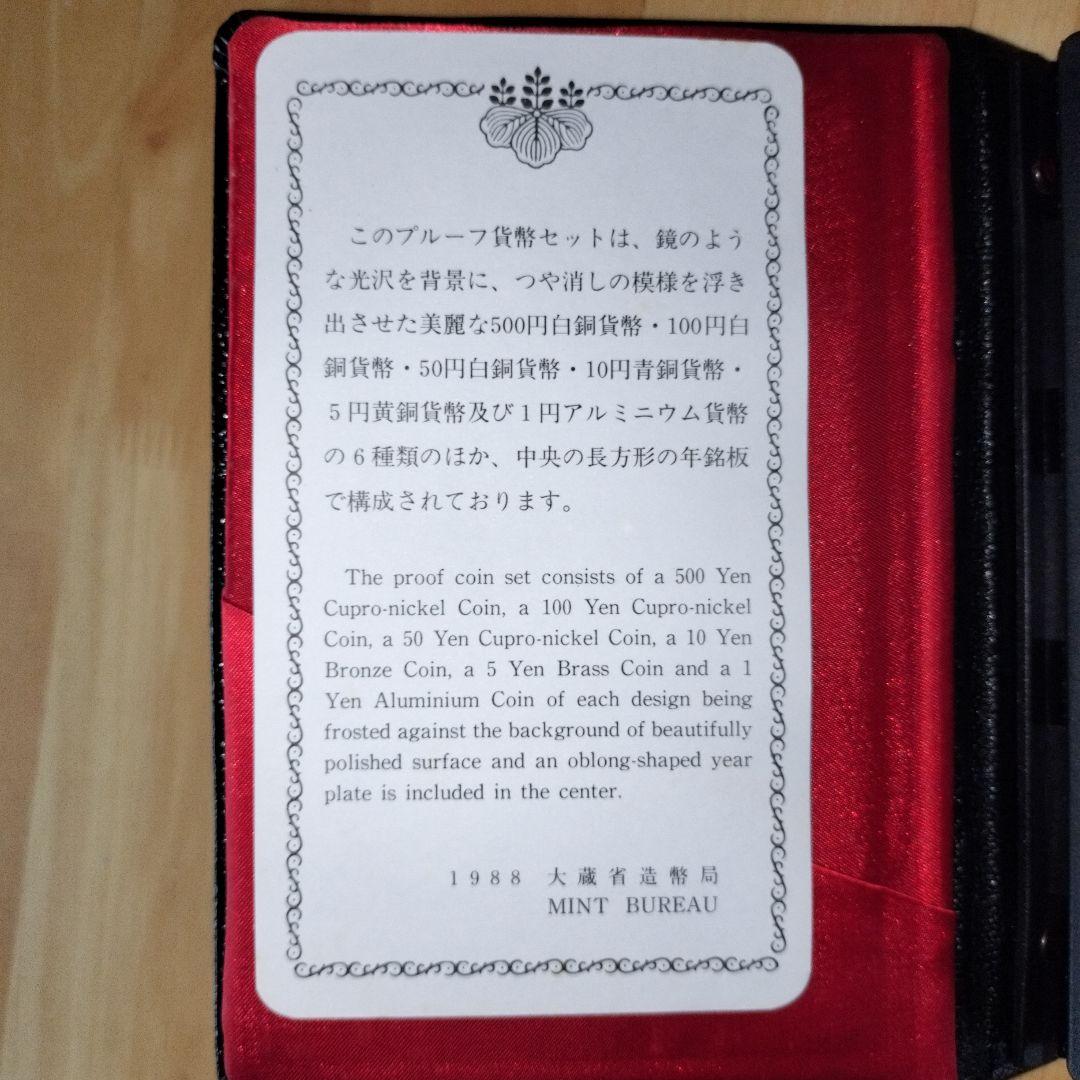 このプルーフ貨幣セットは、鏡のよう
な光沢を背景に、つや消しの模様を浮き
出させた美麗な500円白銅貨幣・100円白
銅貨幣・50円白銅貨幣・10円青銅貨幣・
5円黄銅貨幣及び1円アルミニウム貨幣
の6種類のほか、中央の長方形の年銘板
で構成されております。
The proof coin set consists of a 500 Yen
Cupro-nickel Coin, a 100 Yen Cupro-nickel
Coin, a 50 Yen Cupro-nickel Coin, a 10 Yen
Bronze Coin, a 5 Yen Brass Coin and a 1
Yen Aluminium Coin of each design being
frosted against the background of beautifully
polished surface and an oblong-shaped year
plate is included in the center.
1988 大蔵省造幣局
MINT BUREAU